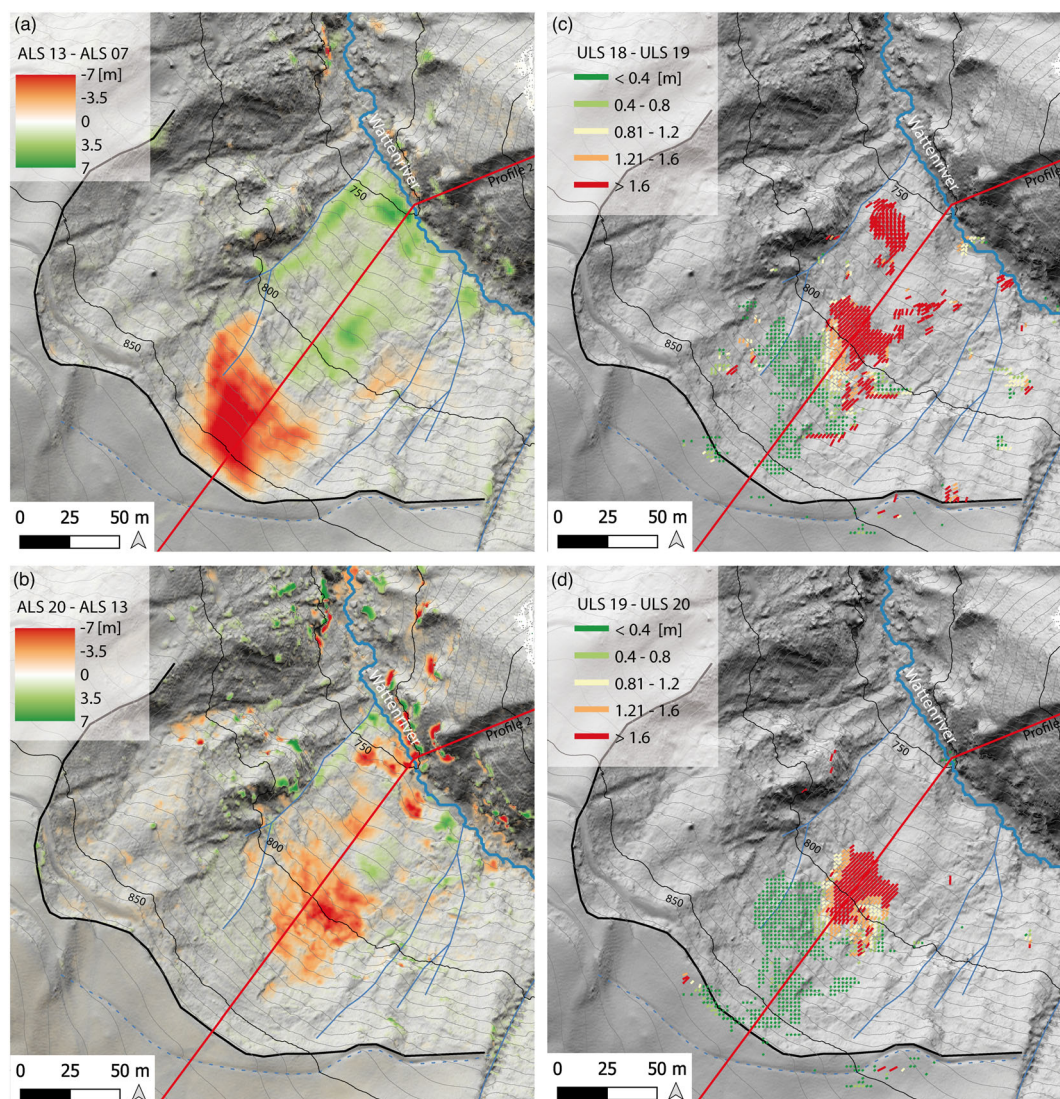 (a)
ALS 13 - ALS 07
-7 [m]
-3.5
0
3.5
7
Wattenriver
Profile 2
750
800
850
0 25 50 m
(c)
ULS 18 - ULS 19
< 0.4 [m]
0.4 - 0.8
0.81 - 1.2
1.21 - 1.6
> 1.6
Wattenriver
Profile 2
750
800
850
0 25 50 m
(b)
ALS 20 - ALS 13
-7 [m]
-3.5
0
3.5
7
Wattenriver
Profile 2
750
800
850
0 25 50 m
(d)
ULS 19 - ULS 20
< 0.4 [m]
0.4 - 0.8
0.81 - 1.2
1.21 - 1.6
> 1.6
Wattenriver
Profile 2
750
800
850
0 25 50 m